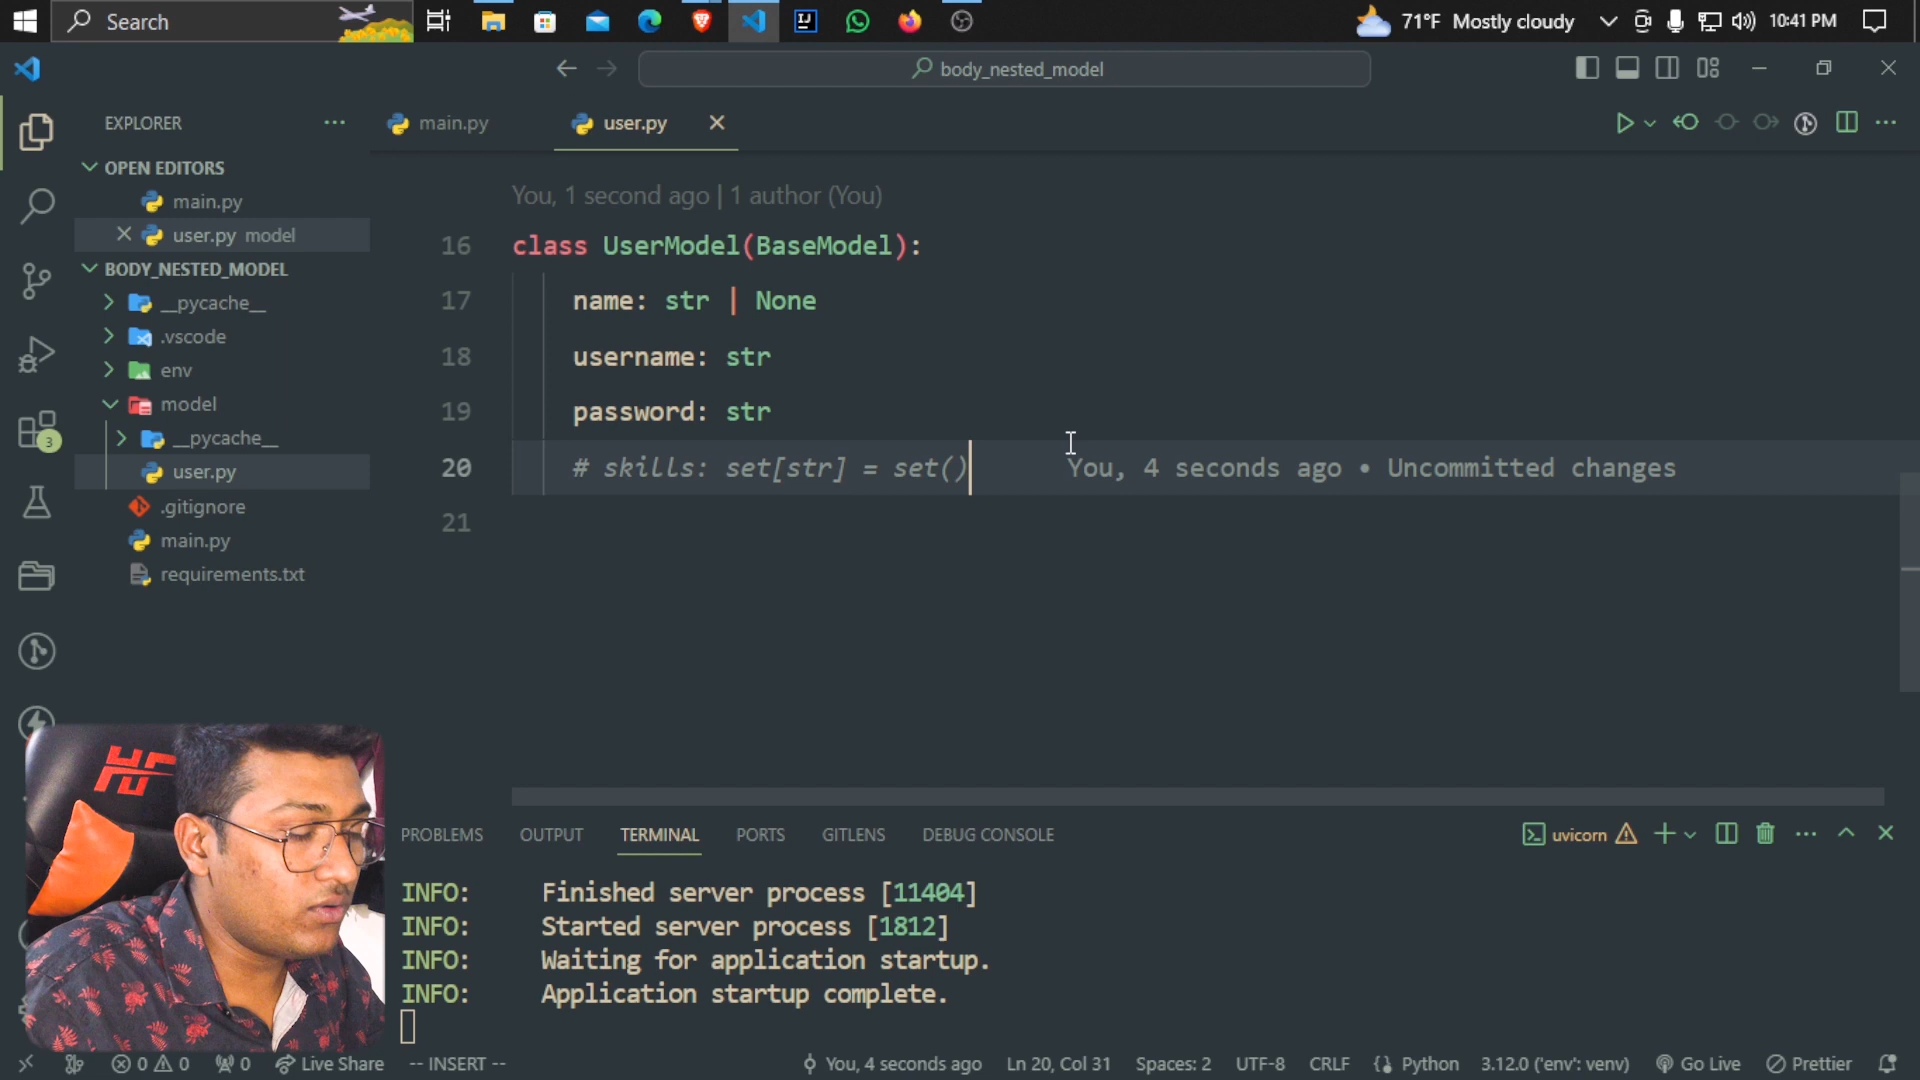 Search
71°F Mostly cloudy
10:41 PM
body_nested_model
EXPLORER
main.py
user.py
OPEN EDITORS
main.py
user.py model
BODY_NESTED_MODEL
__pycache__
.vscode
env
model
__pycache__
user.py
.gitignore
main.py
requirements.txt
3
You, 1 second ago | 1 author (You)
16 class UserModel(BaseModel):
17 name: str | None
18 username: str
19 password: str
20 # skills: set[str] = set() You, 4 seconds ago • Uncommitted changes
21
PROBLEMS OUTPUT TERMINAL PORTS GITLENS DEBUG CONSOLE
uvicorn
INFO: Finished server process [11404]
INFO: Started server process [1812]
INFO: Waiting for application startup.
INFO: Application startup complete.
0 0 0 Live Share -- INSERT -- You, 4 seconds ago Ln 20, Col 31 Spaces: 2 UTF-8 CRLF Python 3.12.0 ('env': venv) Go Live Prettier